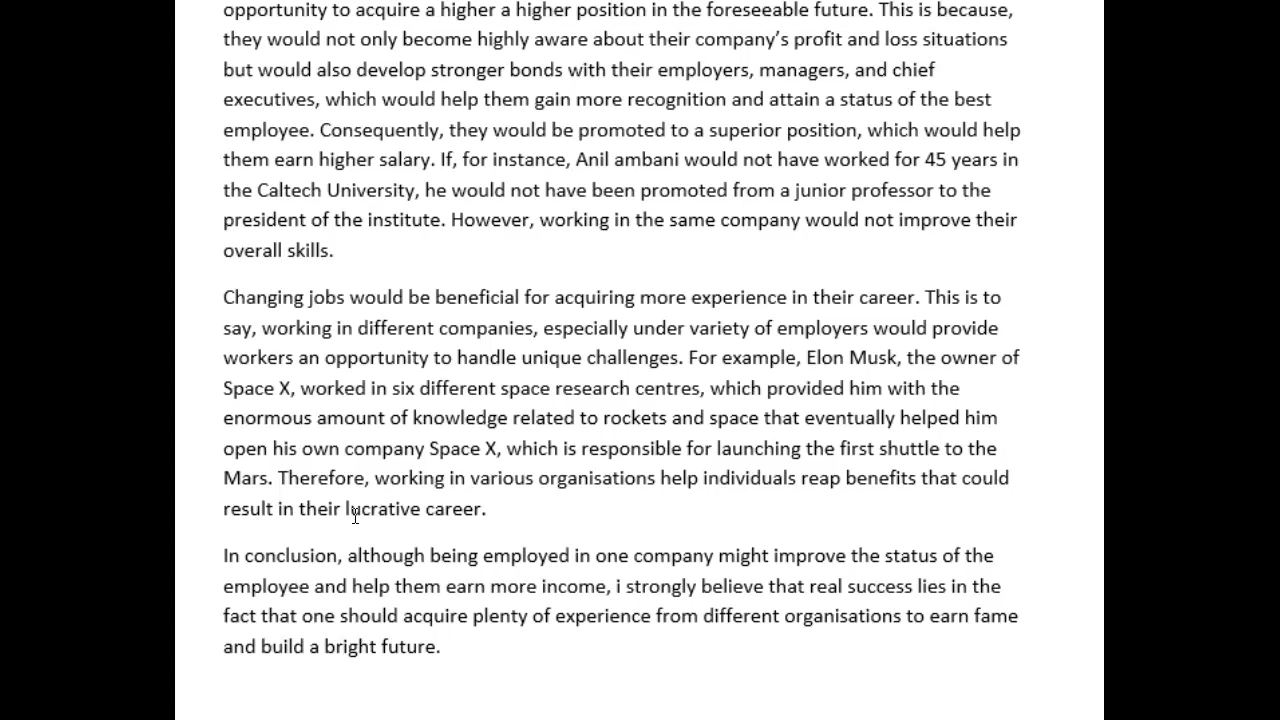 opportunity to acquire a higher a higher position in the foreseeable future. This is because,
they would not only become highly aware about their company’s profit and loss situations
but would also develop stronger bonds with their employers, managers, and chief
executives, which would help them gain more recognition and attain a status of the best
employee. Consequently, they would be promoted to a superior position, which would help
them earn higher salary. If, for instance, Anil ambani would not have worked for 45 years in
the Caltech University, he would not have been promoted from a junior professor to the
president of the institute. However, working in the same company would not improve their
overall skills.
Changing jobs would be beneficial for acquiring more experience in their career. This is to
say, working in different companies, especially under variety of employers would provide
workers an opportunity to handle unique challenges. For example, Elon Musk, the owner of
Space X, worked in six different space research centres, which provided him with the
enormous amount of knowledge related to rockets and space that eventually helped him
open his own company Space X, which is responsible for launching the first shuttle to the
Mars. Therefore, working in various organisations help individuals reap benefits that could
result in their lucrative career.
In conclusion, although being employed in one company might improve the status of the
employee and help them earn more income, i strongly believe that real success lies in the
fact that one should acquire plenty of experience from different organisations to earn fame
and build a bright future.